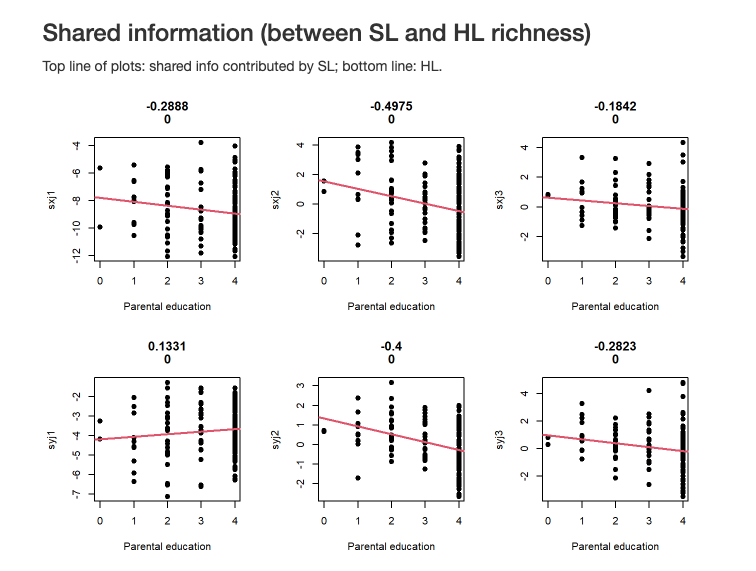 Shared information (between SL and HL richness)
Top line of plots: shared info contributed by SL; bottom line: HL.
-0.2888
0
sxj1
-4
-6
-8
-10
-12
0 1 2 3 4
Parental education
-0.4975
0
sxj2
4
2
0
-2
0 1 2 3 4
Parental education
-0.1842
0
sxj3
4
2
0
-2
0 1 2 3 4
Parental education
0.1331
0
syj1
-2
-3
-4
-5
-6
-7
0 1 2 3 4
Parental education
-0.4
0
syj2
3
2
1
0
-1
-2
0 1 2 3 4
Parental education
-0.2823
0
syj3
4
2
0
-2
0 1 2 3 4
Parental education